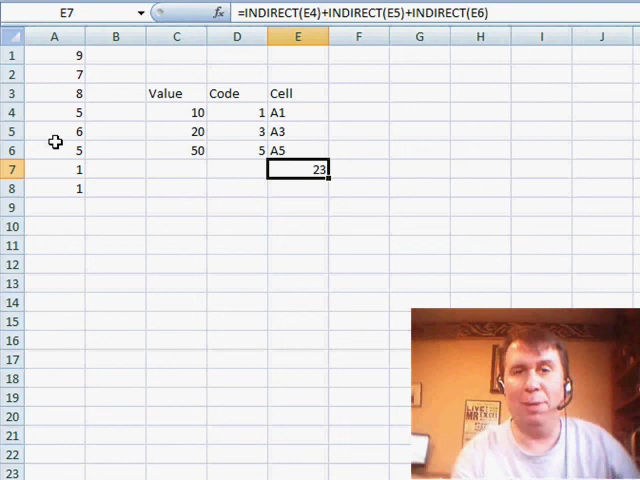 E7 fx =INDIRECT(E4)+INDIRECT(E5)+INDIRECT(E6)
A B C D E F G H I J
1 9
2 7
3 8 Value Code Cell
4 5 10 1 A1
5 6 20 3 A3
6 5 50 5 A5
7 1 23
8 1
9
10
11
12
13
14
15
16
17
18
19
20
21
22
23
LIVE!
MR